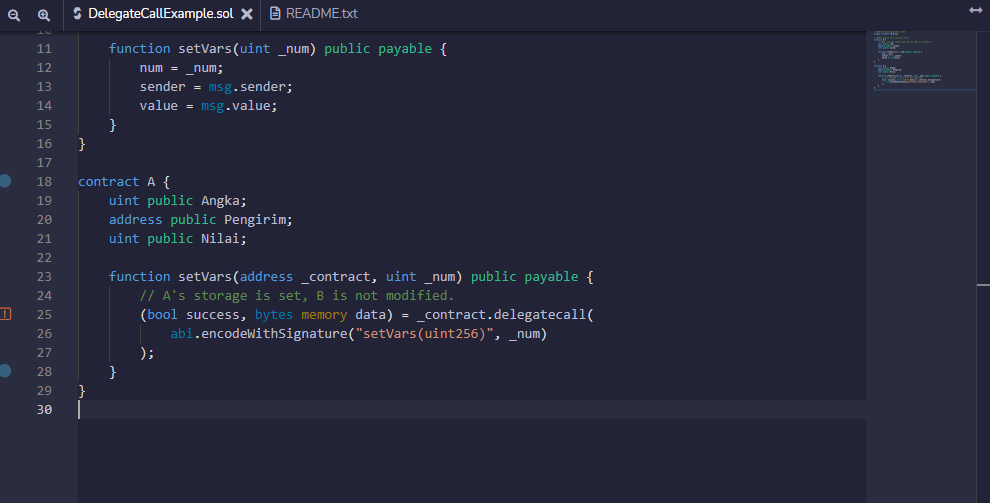 DelegateCallExample.sol README.txt
11 function setVars(uint _num) public payable {
12 num = _num;
13 sender = msg.sender;
14 value = msg.value;
15 }
16 }
17
18 contract A {
19 uint public Angka;
20 address public Pengirim;
21 uint public Nilai;
22
23 function setVars(address _contract, uint _num) public payable {
24 // A's storage is set, B is not modified.
25 (bool success, bytes memory data) = _contract.delegatecall(
26 abi.encodeWithSignature("setVars(uint256)", _num)
27 );
28 }
29 }
30